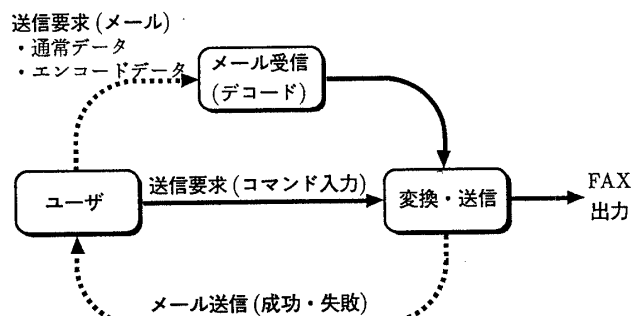 送信要求 (メール)
・通常データ
・エンコードデータ
メール受信
(デコード)
ユーザ
送信要求 (コマンド入力)
変換・送信
FAX
出力
メール送信 (成功・失敗)